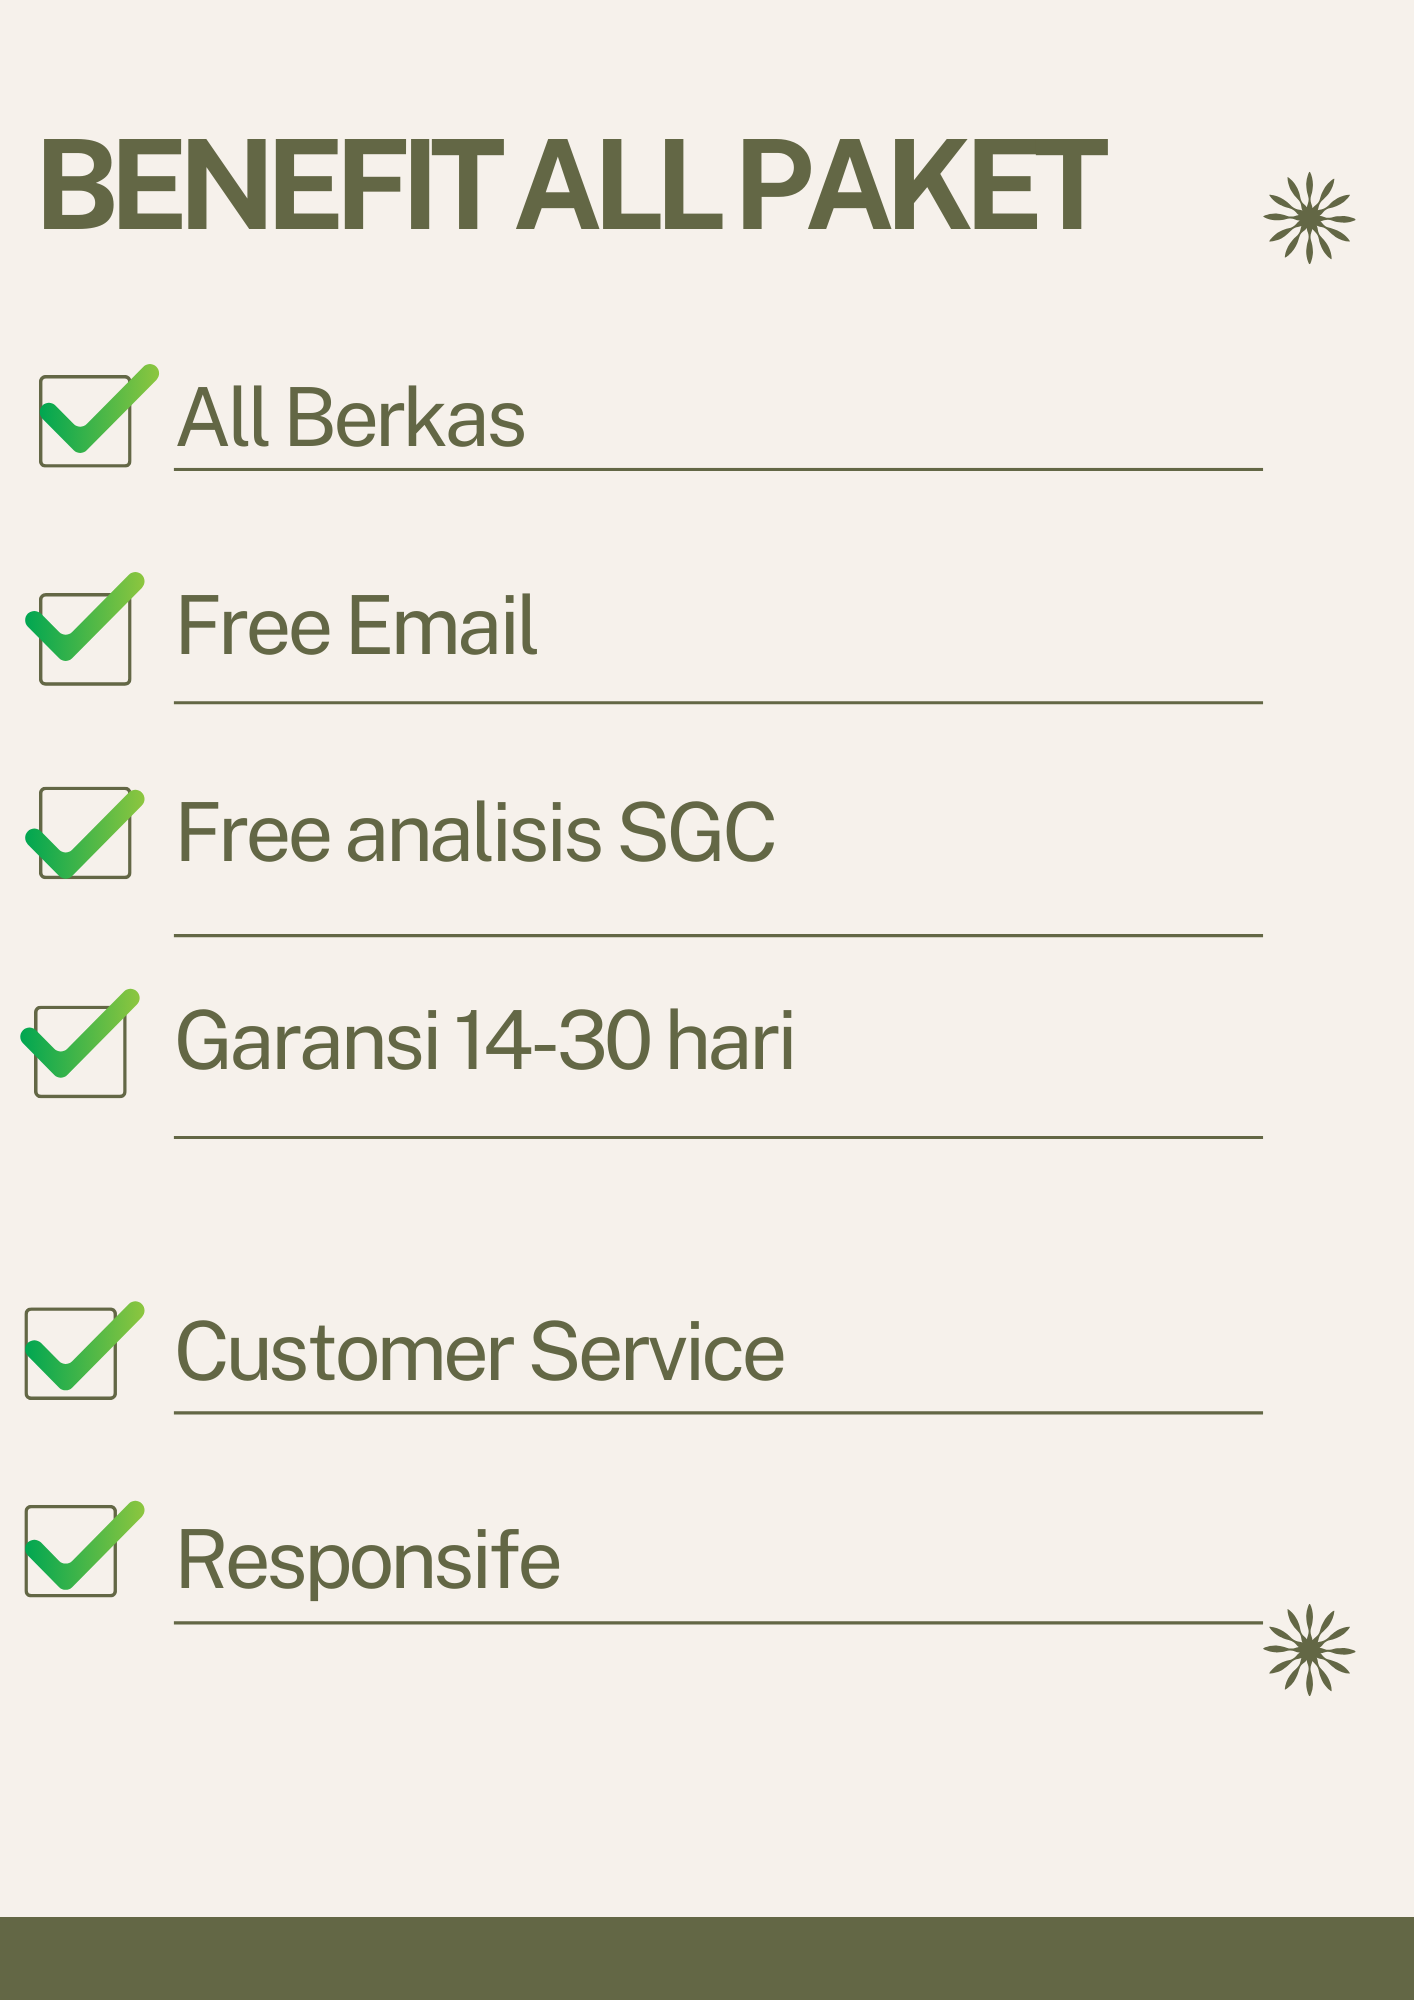 BENEFIT ALL PAKET
All Berkas
Free Email
Free analisis SGC
Garansi 14-30 hari
Customer Service
Responsife